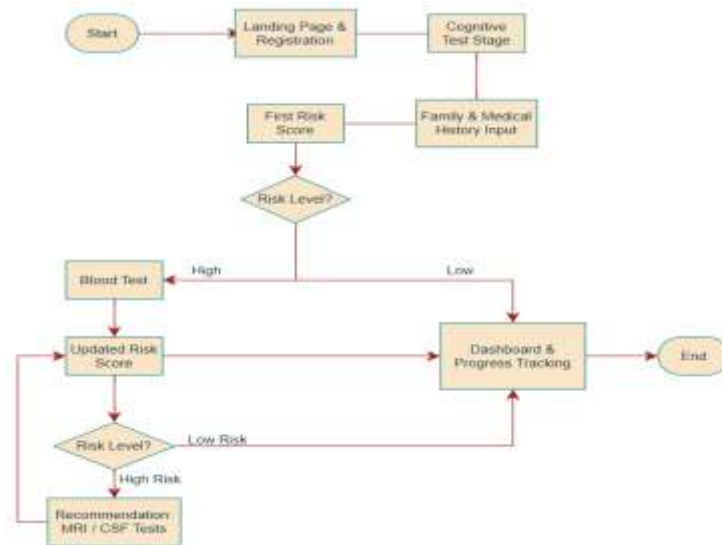 Start
Landing Page &
Registration
Cognitive
Test Stage
First Risk
Score
Family & Medical
History Input
Risk Level?
High
Low
Blood Test
Updated Risk
Score
Dashboard &
Progress Tracking
End
Risk Level?
Low Risk
High Risk
Recommendation
MRI / CSF Tests